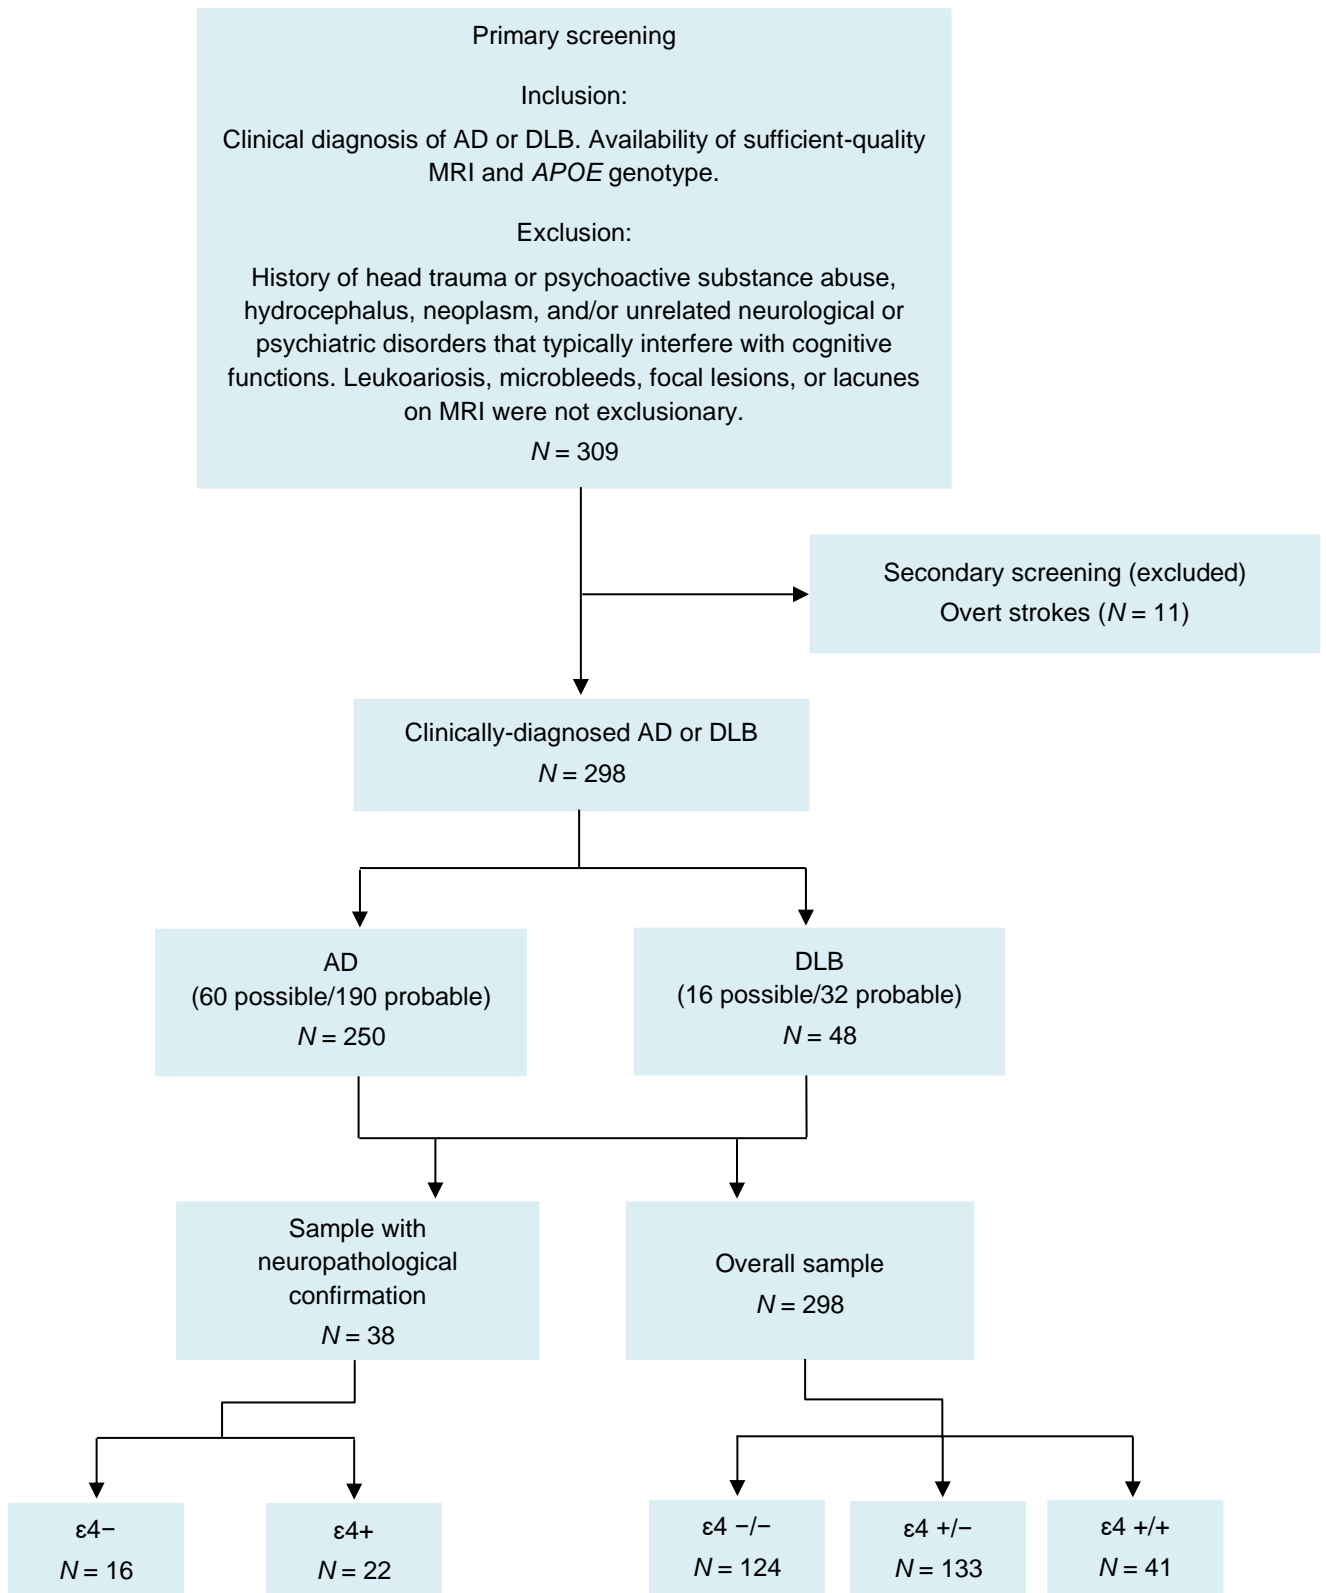 Primary screening
Inclusion:
Clinical diagnosis of AD or DLB. Availability of sufficient-quality
MRI and APOE genotype.
Exclusion:
History of head trauma or psychoactive substance abuse,
hydrocephalus, neoplasm, and/or unrelated neurological or
psychiatric disorders that typically interfere with cognitive
functions. Leukoariosis, microbleeds, focal lesions, or lacunes
on MRI were not exclusionary.
N = 309
Secondary screening (excluded)
Overt strokes (N = 11)
Clinically-diagnosed AD or DLB
N = 298
AD
(60 possible/190 probable)
N = 250
DLB
(16 possible/32 probable)
N = 48
Sample with
neuropathological
confirmation
N = 38
Overall sample
N = 298
ε4−
N = 16
ε4+
N = 22
ε4 −/−
N = 124
ε4 +/−
N = 133
ε4 +/+
N = 41